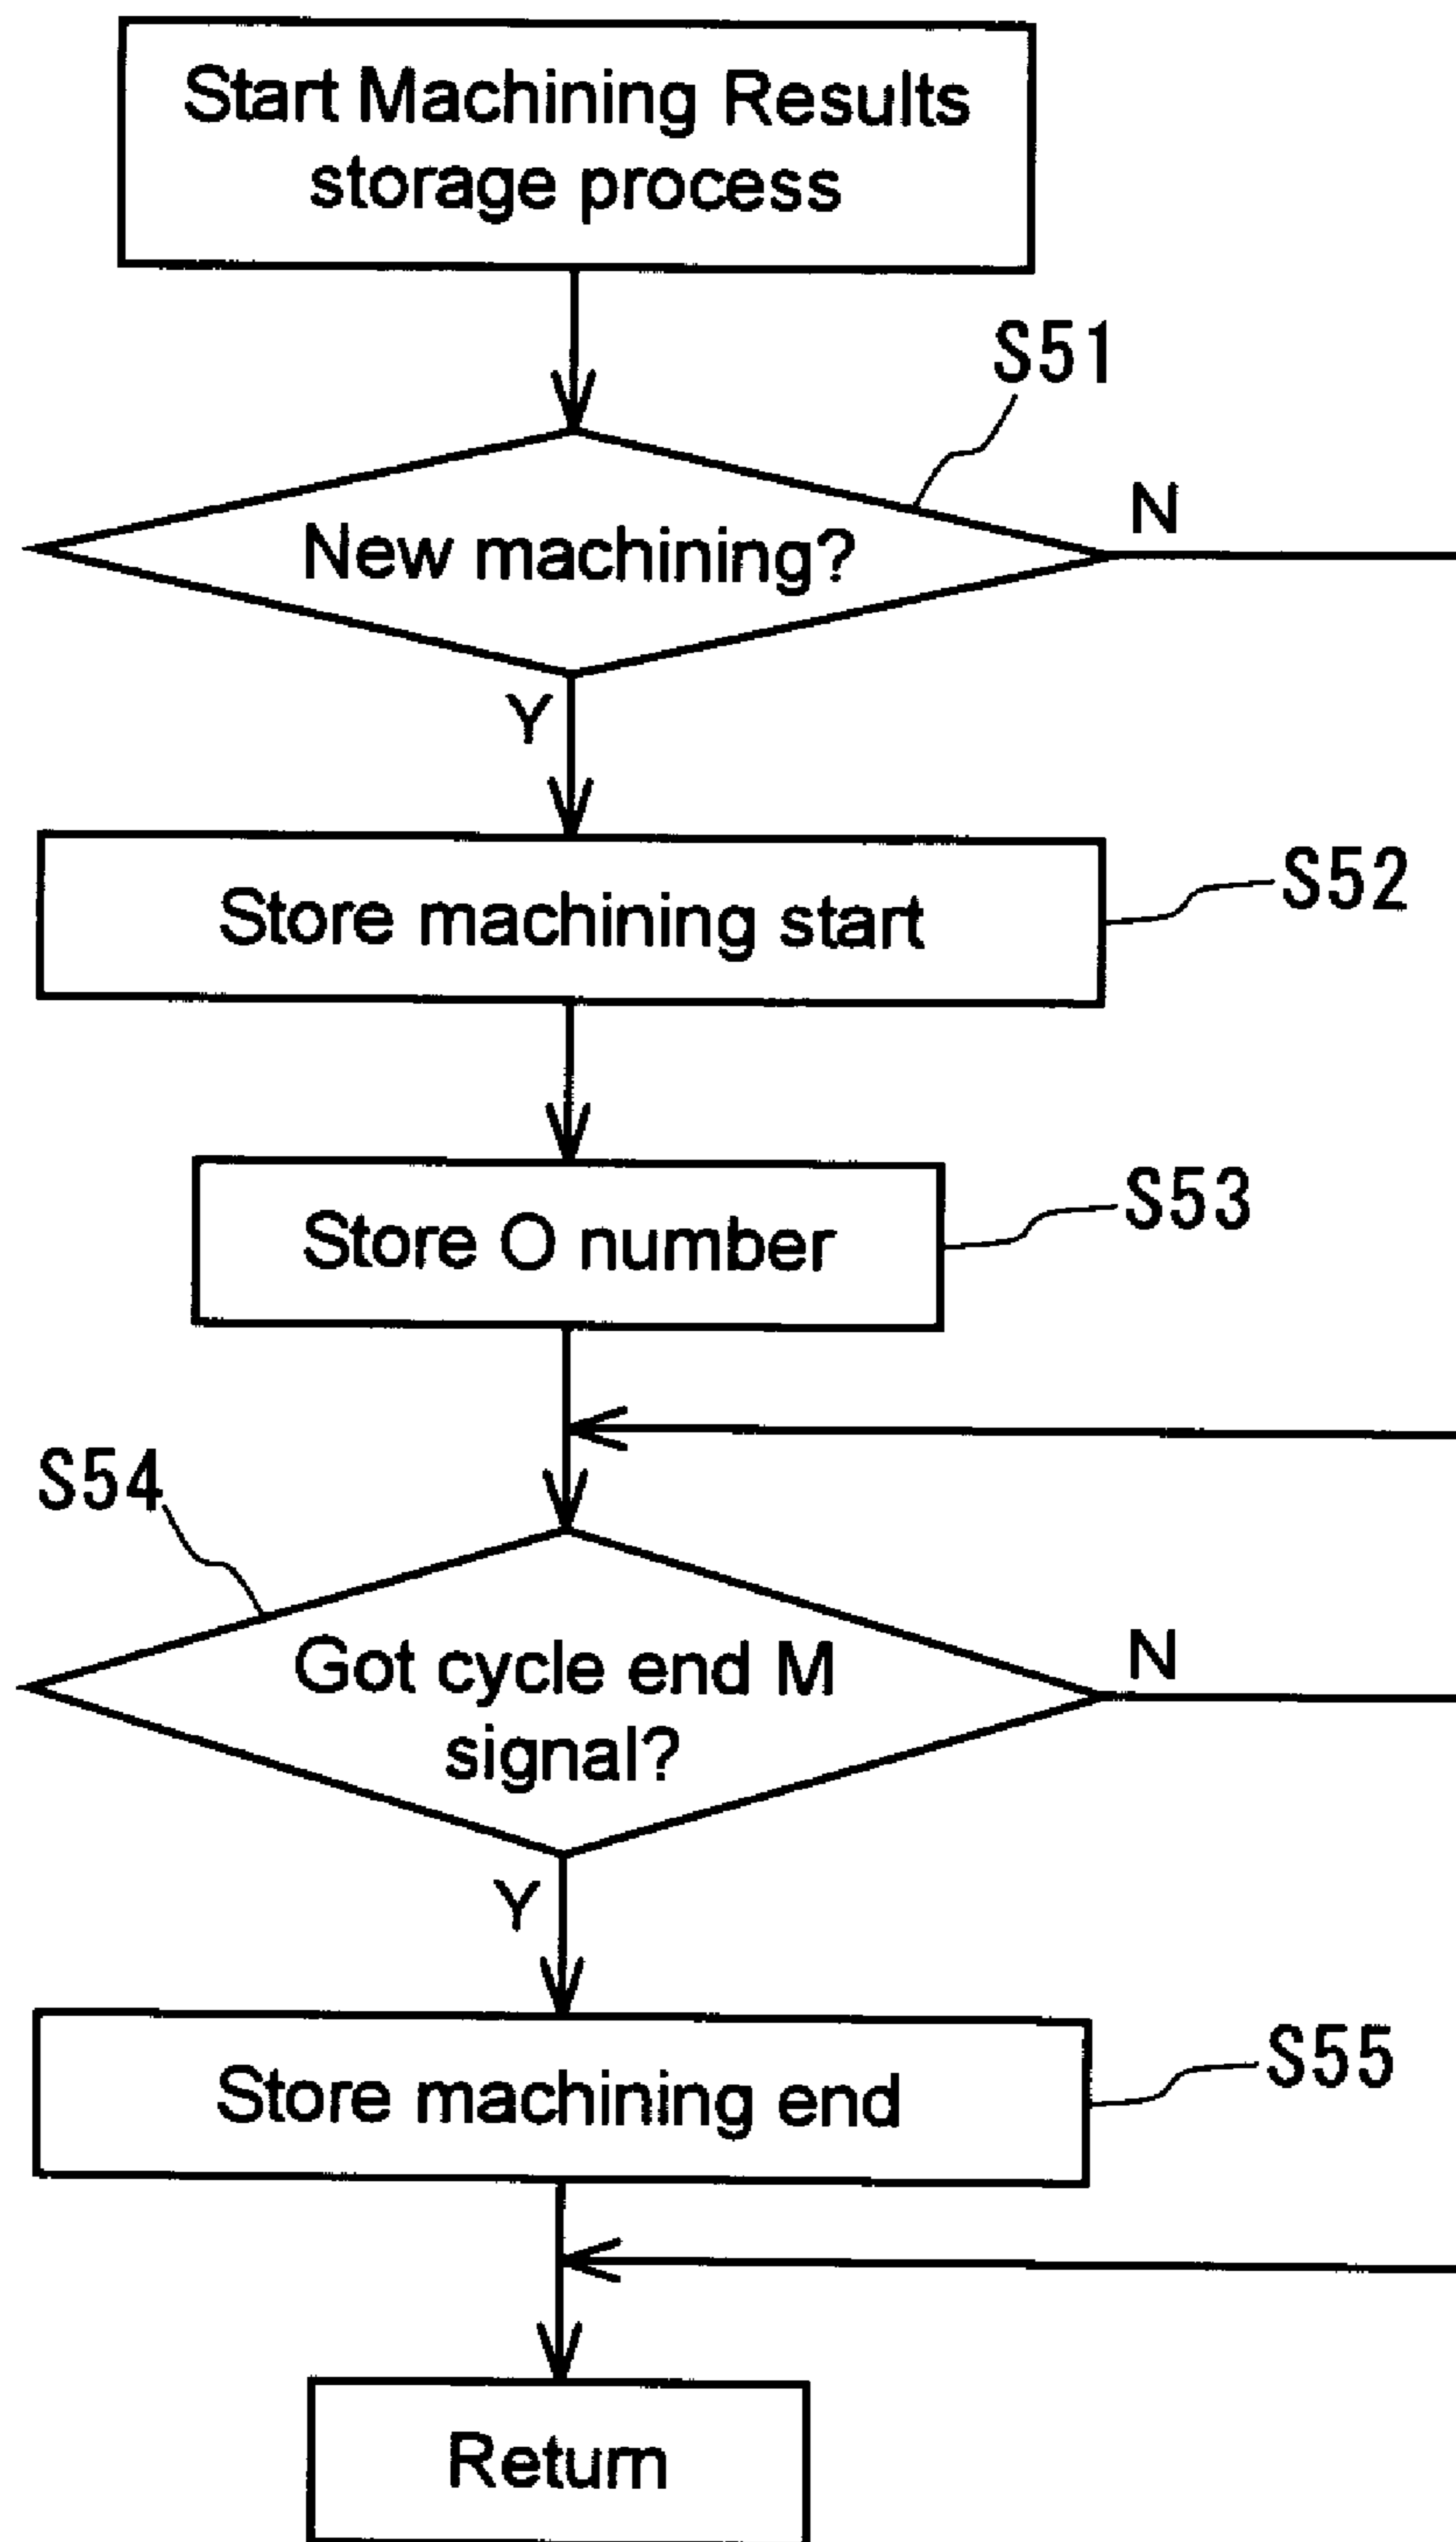 Start Machining Results
storage process
S51
New machining?
N
Y
Store machining start
S52
Store O number
S53
S54
Got cycle end M
signal?
N
Y
Store machining end
S55
Return